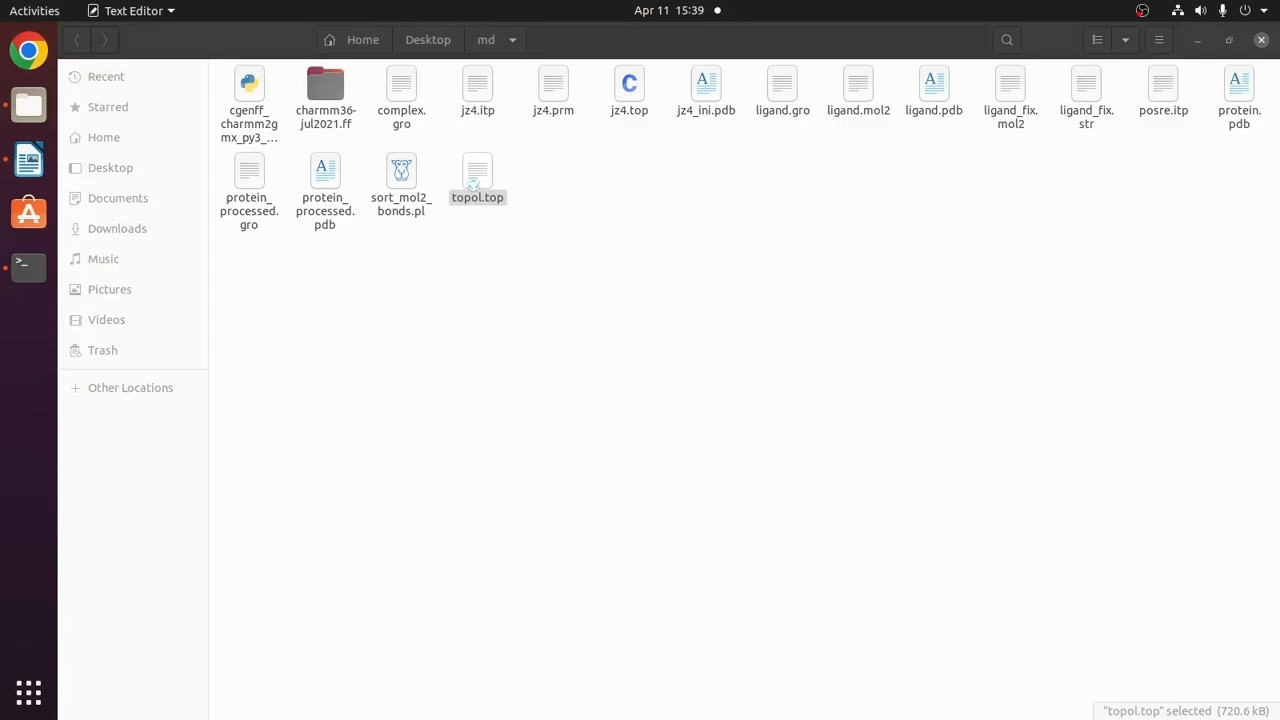 Activities
Text Editor
Apr 11 15:39
Home
Desktop
md
Recent
Starred
Home
Desktop
Documents
Downloads
Music
Pictures
Videos
Trash
+ Other Locations
cgenff_
charmm2g
mx_py3_...
charmm36-
jul2021.ff
complex.
gro
jz4.itp
jz4.prm
C
jz4.top
A
jz4_ini.pdb
ligand.gro
ligand.mol2
A
ligand.pdb
ligand_fix.
mol2
ligand_fix.
str
posre.itp
A
protein.
pdb
protein_
processed.
gro
A
protein_
processed.
pdb
sort_mol2_
bonds.pl
topol.top
>_
"topol.top" selected (720.6 kB)